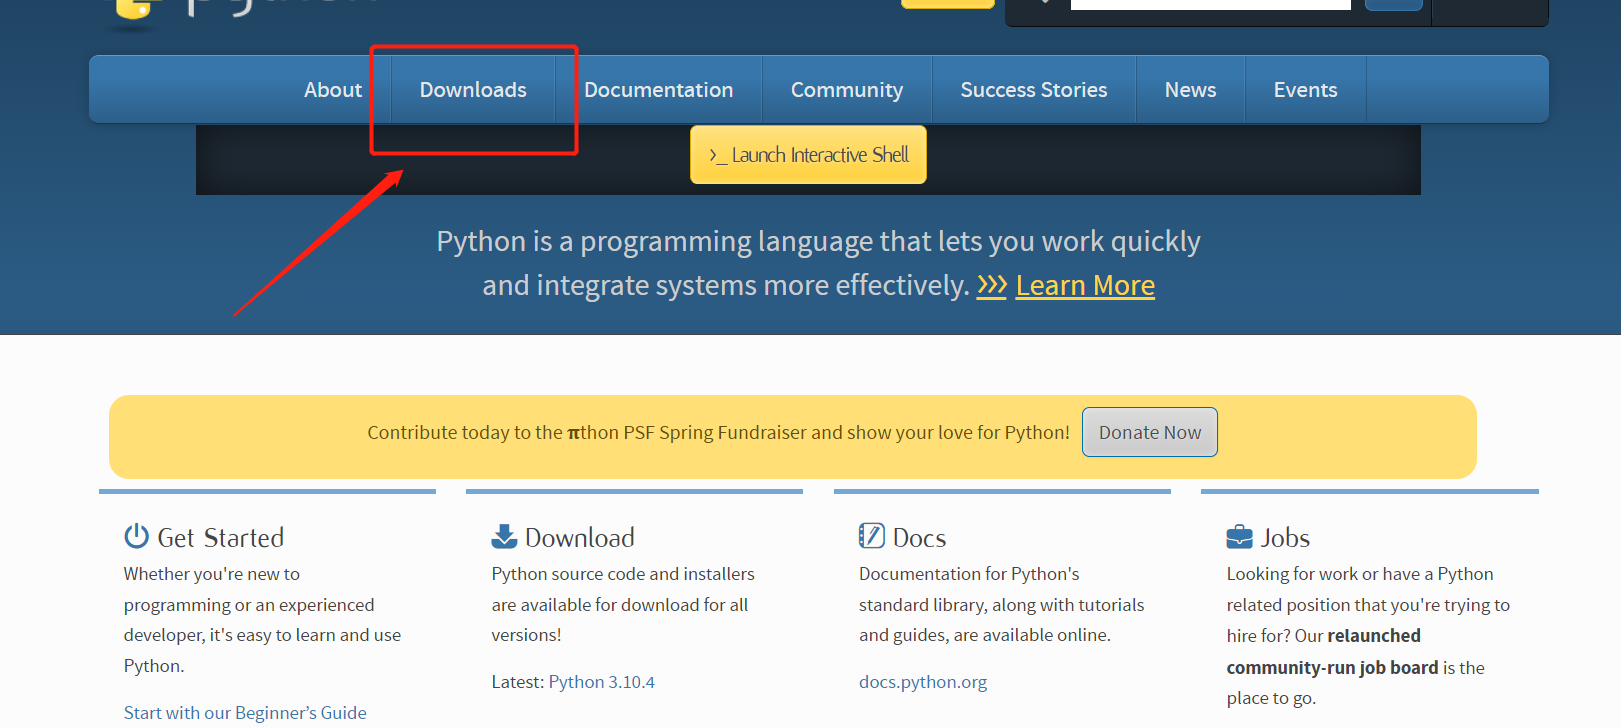 About Downloads Documentation Community Success Stories News Events
>_ Launch Interactive Shell
Python is a programming language that lets you work quickly
and integrate systems more effectively. >>> Learn More
Contribute today to the πthon PSF Spring Fundraiser and show your love for Python! Donate Now
Get Started
Whether you're new to
programming or an experienced
developer, it's easy to learn and use
Python.
Start with our Beginner’s Guide
Download
Python source code and installers
are available for download for all
versions!
Latest: Python 3.10.4
Docs
Documentation for Python's
standard library, along with tutorials
and guides, are available online.
docs.python.org
Jobs
Looking for work or have a Python
related position that you're trying to
hire for? Our relaunched
community-run job board is the
place to go.